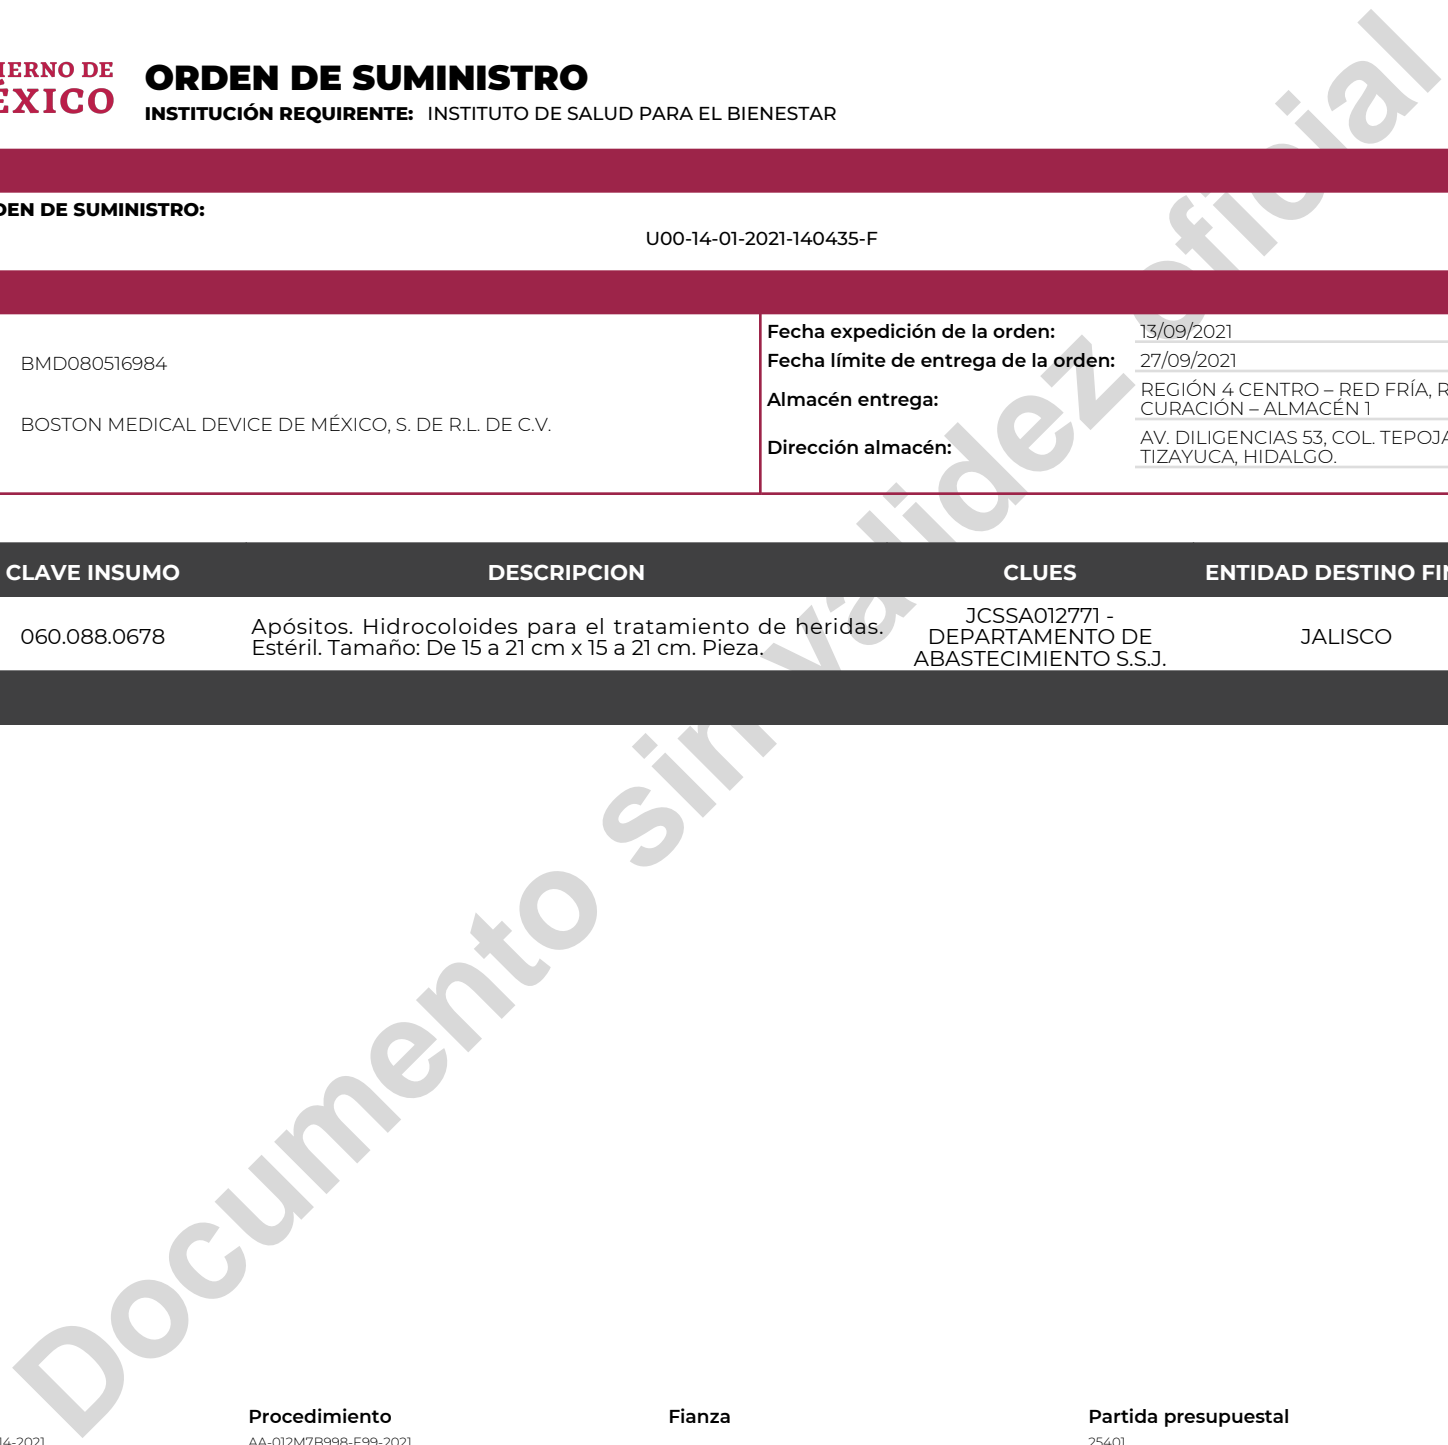 ORDEN DE SUMINISTRO
INSTITUCIÓN REQUIRENTE: INSTITUTO DE SALUD PARA EL BIENESTAR
DE
DE SUMINISTRO:
U00-14-01-2021-140435-F
BMD080516984
BOSTON MEDICAL DEVICE DE MÉXICO, S. DE R.L. DE C.V.
Fecha expedición de la orden: 13/09/2021
Fecha límite de entrega de la orden: 27/09/2021
Almacén entrega: REGIÓN 4 CENTRO – RED FRÍA,
CURACIÓN – ALMACÉN 1
Dirección almacén: AV. DILIGENCIAS 53, COL.
TIZAYUCA, HIDALGO.
CLAVE INSUMO DESCRIPCION CLUES ENTIDAD DESTINO
060.088.0678
Apósitos. Hidrocoloides para el tratamiento de heridas.
Estéril. Tamaño: De 15 a 21 cm x 15 a 21 cm. Pieza.
JCSSA012771 -
DEPARTAMENTO DE
ABASTECIMIENTO S.S.J.
JALISCO
Documento sin validez oficial
Procedimiento Fianza Partida presupuestal
AA-012M7B998-E99-2021 25401